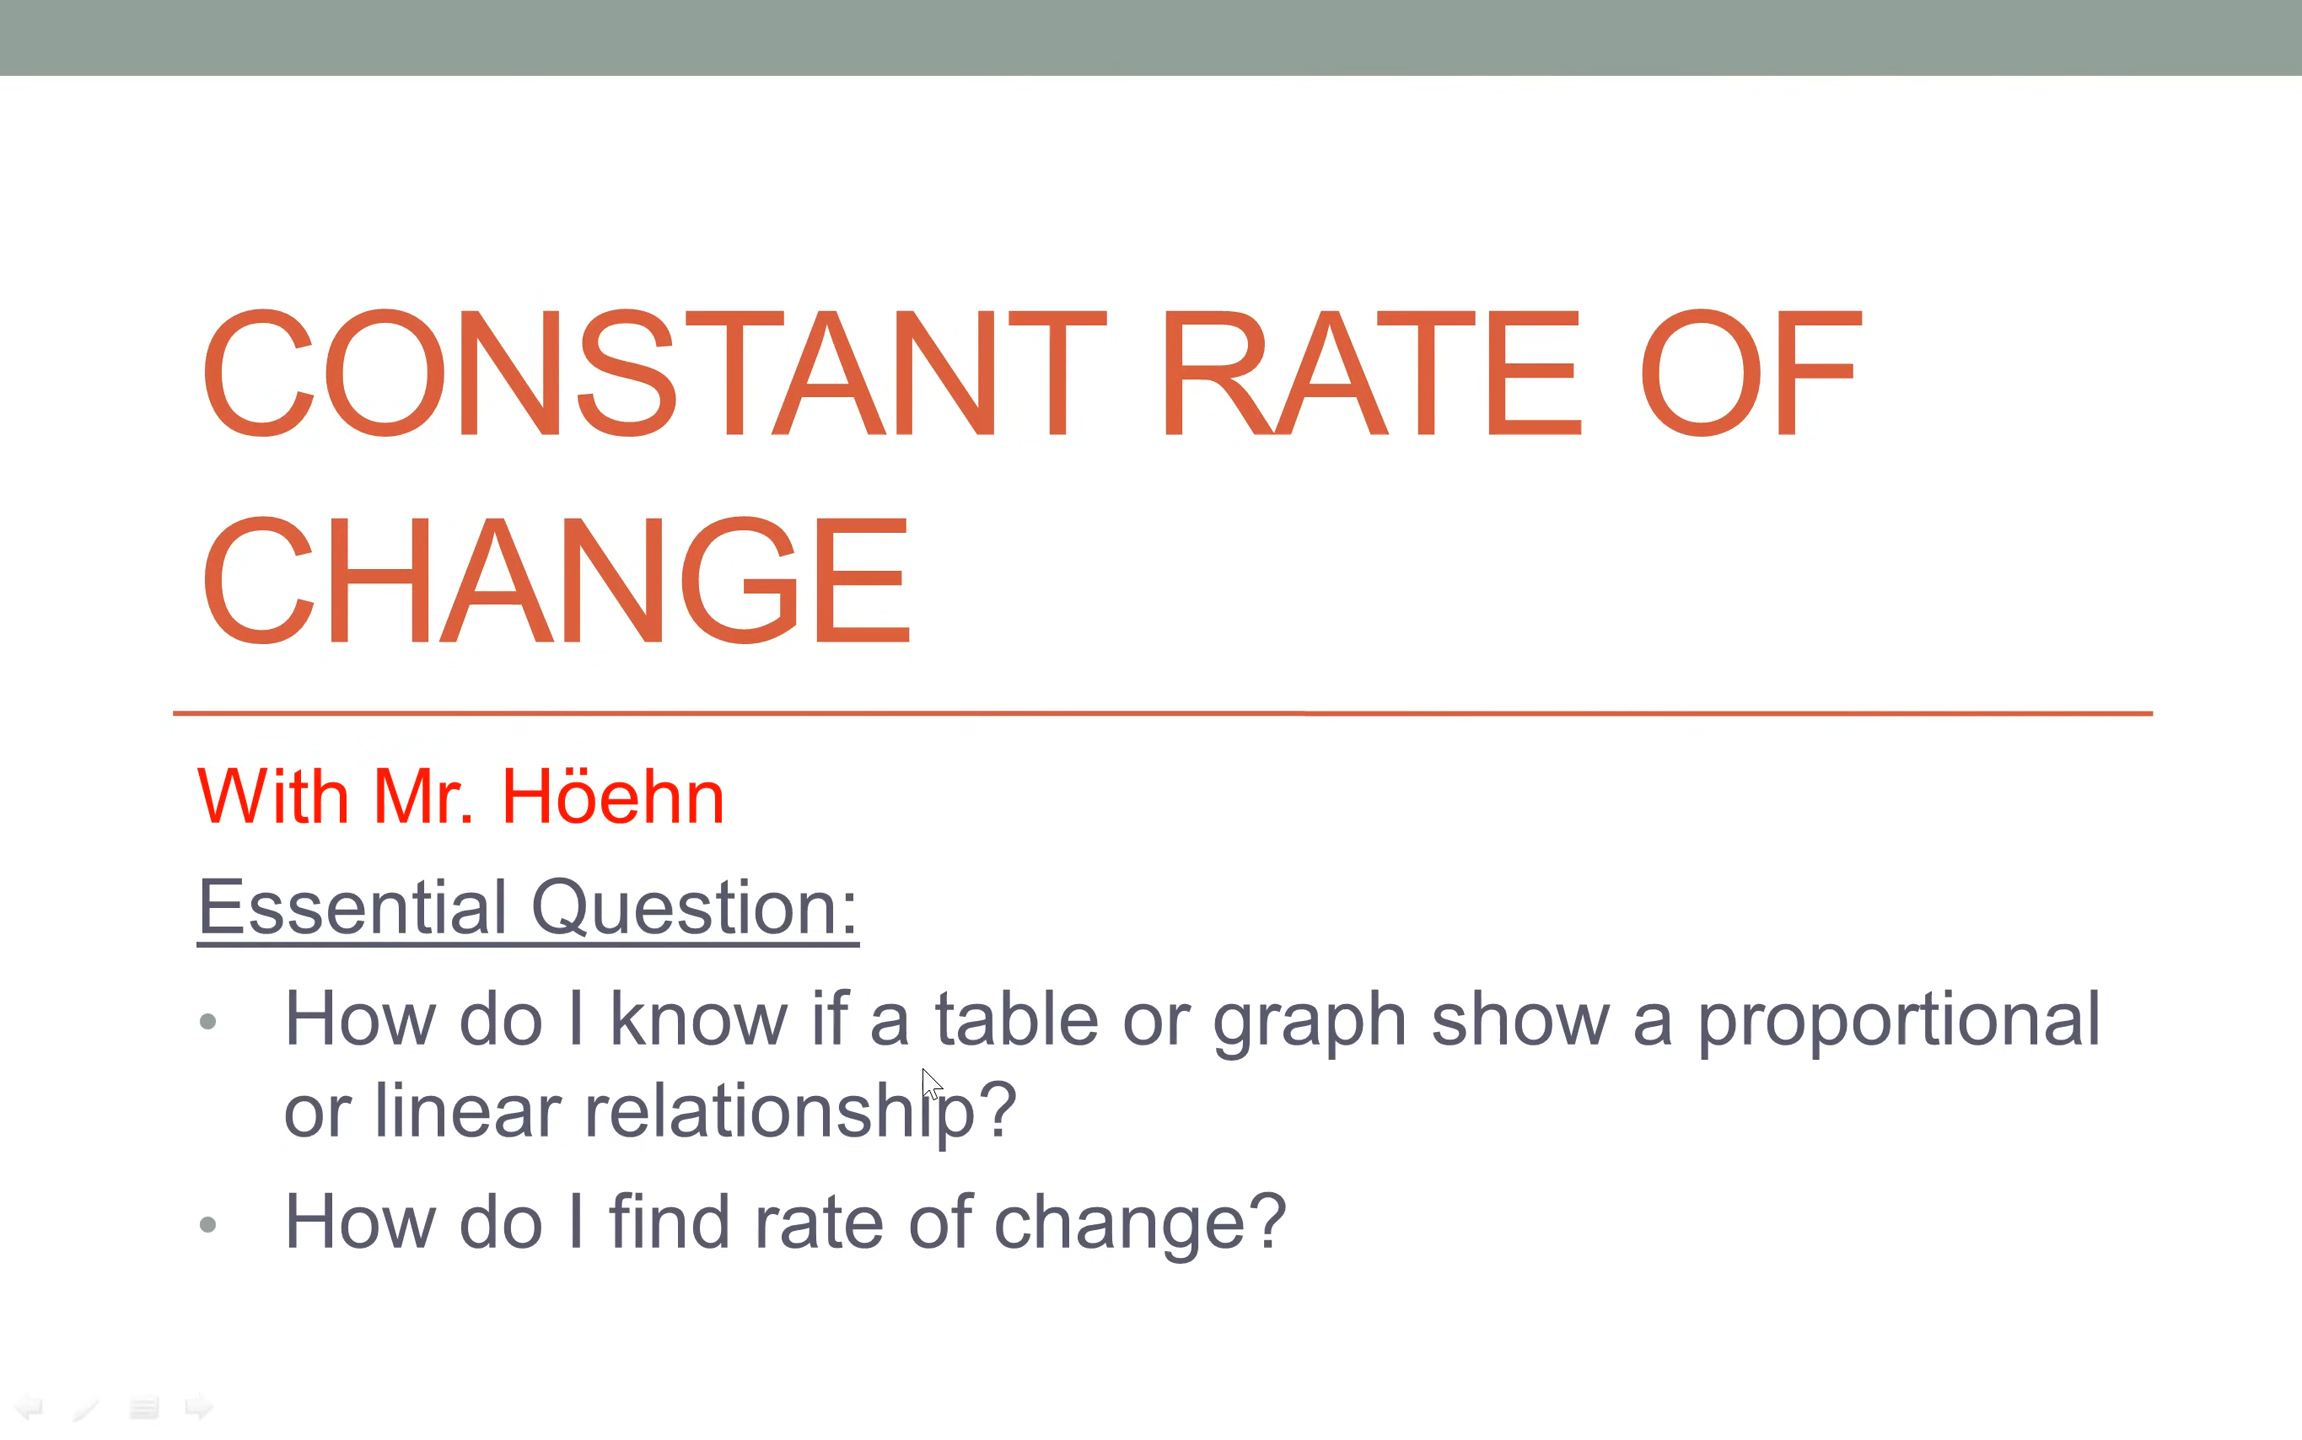 CONSTANT RATE OF
CHANGE
With Mr. Höehn
Essential Question:
• How do I know if a table or graph show a proportional
or linear relationship?
• How do I find rate of change?